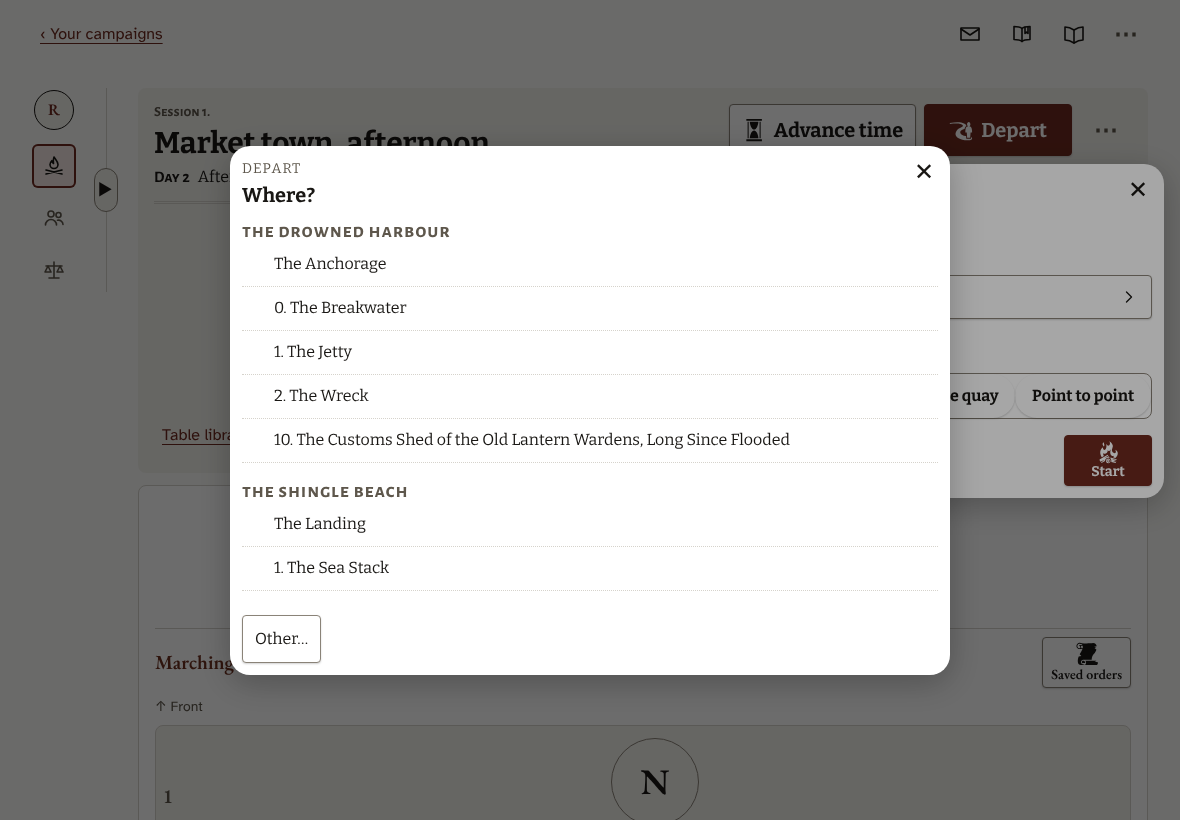 ‹ Your campaigns
R
Session 1.
Market town, afternoon
Day 2 Afte
Advance time
Depart
DEPART
Where?
THE DROWNED HARBOUR
The Anchorage
0. The Breakwater
1. The Jetty
2. The Wreck
10. The Customs Shed of the Old Lantern Wardens, Long Since Flooded
THE SHINGLE BEACH
The Landing
1. The Sea Stack
Other...
e quay
Point to point
Start
Table libra
Marching
Saved orders
↑ Front
N
1